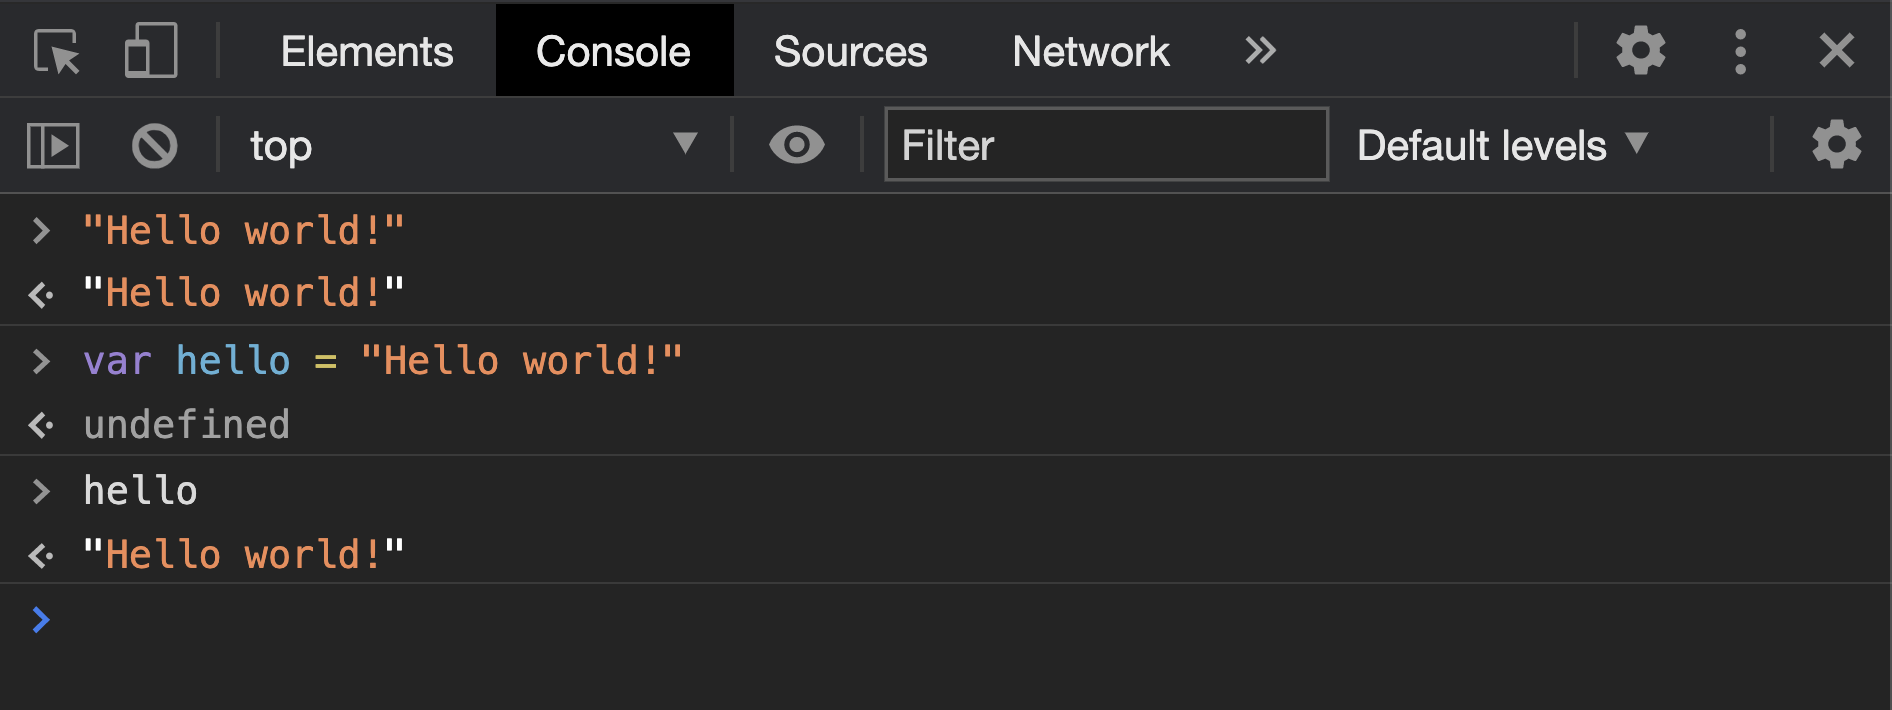 Elements Console Sources Network
top Filter Default levels
"Hello world!"
"Hello world!"
var hello = "Hello world!"
undefined
hello
"Hello world!"